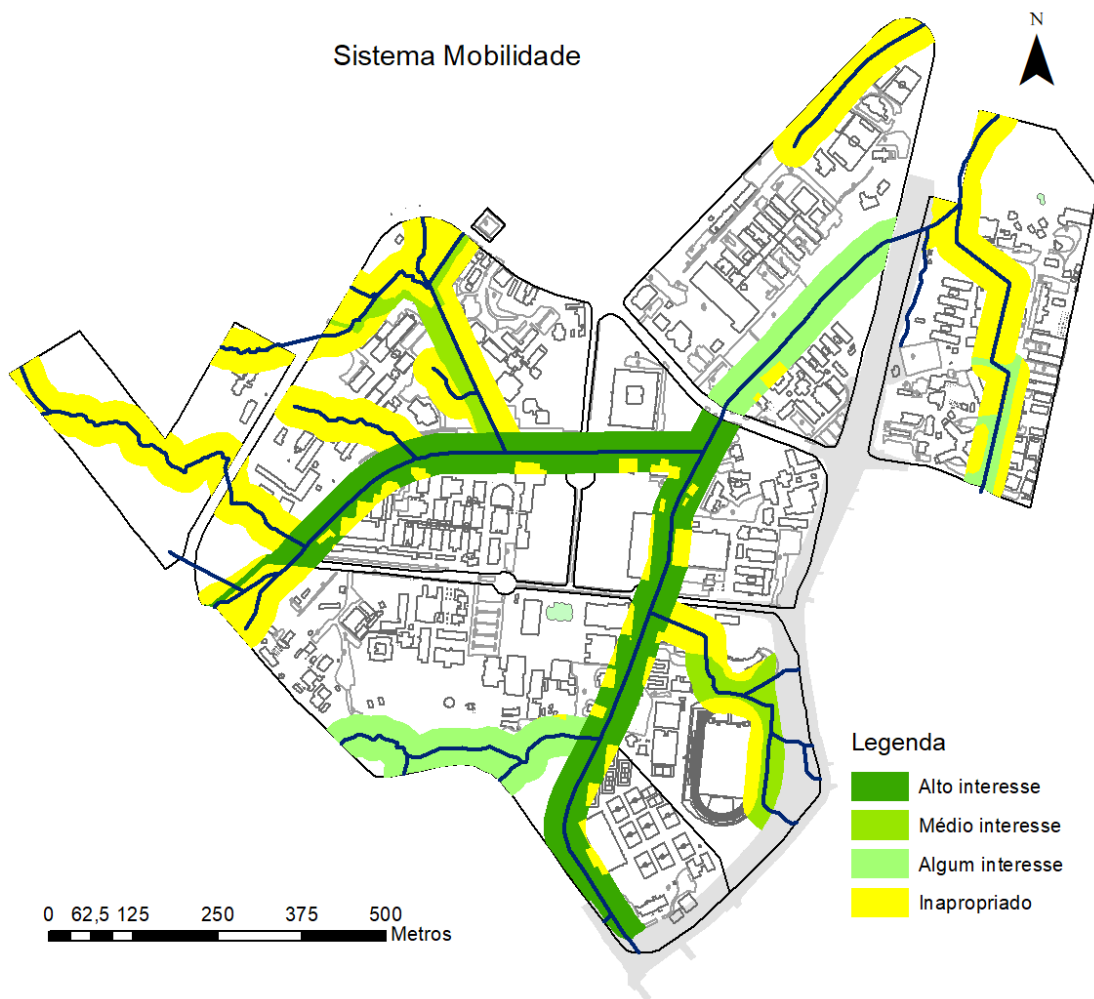 Sistema Mobilidade
N
Legenda
Alto interesse
Médio interesse
Algum interesse
Inapropriado
0 62,5 125 250 375 500
Metros